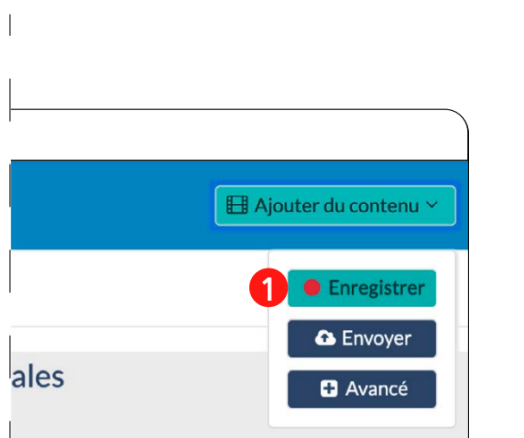 Ajouter du contenu
1 Enregistrer
Envoyer
ales
Avancé